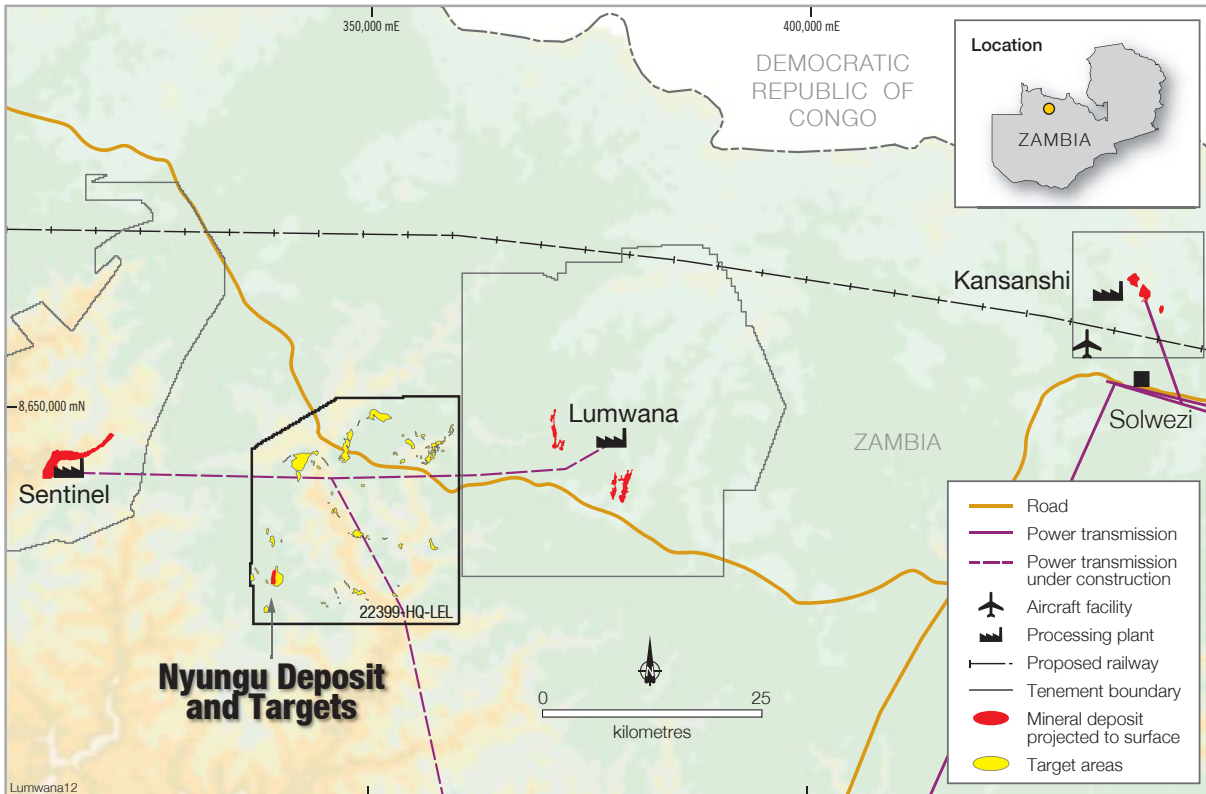 350,000 mE
400,000 mE
DEMOCRATIC
REPUBLIC OF
CONGO
Location
ZAMBIA
Kansanshi
8,650,000 mN
Lumwana
Solwezi
ZAMBIA
Sentinel
22399-HQ-LEL
Nyungu Deposit
and Targets
0
25
kilometres
Road
Power transmission
Power transmission
under construction
Aircraft facility
Processing plant
Proposed railway
Tenement boundary
Mineral deposit
projected to surface
Target areas
Lumwana12